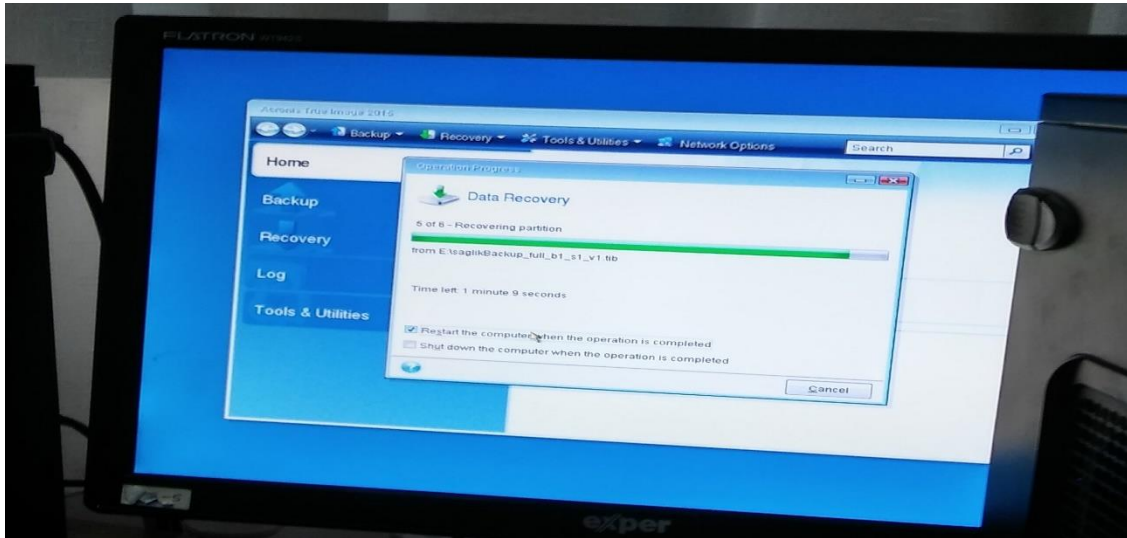 FLATRON
Acronis True Image 2015
Backup Recovery Tools & Utilities Network Options Search
Home
Backup
Recovery
Log
Tools & Utilities
Operation Progress
Data Recovery
6 of 6 - Recovering partition
from E:\saglikBackup_full_b1_s1_v1.tib
Time left: 1 minute 9 seconds
Restart the computer when the operation is completed
Shut down the computer when the operation is completed
Cancel
exper